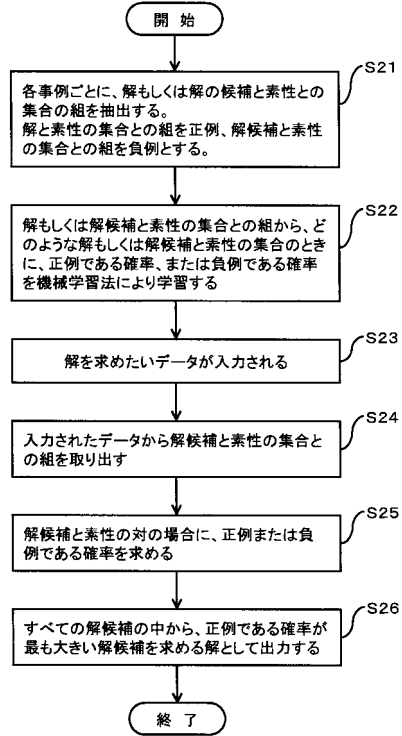 開 始
S21
各事例ごとに、解もしくは解の候補と素性との
集合の組を抽出する。
解と素性の集合との組を正例、解候補と素性
の集合との組を負例とする。
S22
解もしくは解候補と素性の集合との組から、ど
のような解もしくは解候補と素性の集合のとき
に、正例である確率、または負例である確率
を機械学習法により学習する
S23
解を求めたいデータが入力される
S24
入力されたデータから解候補と素性の集合と
の組を取り出す
S25
解候補と素性の対の場合に、正例または負
例である確率を求める
S26
すべての解候補の中から、正例である確率が
最も大きい解候補を求める解として出力する
終 了